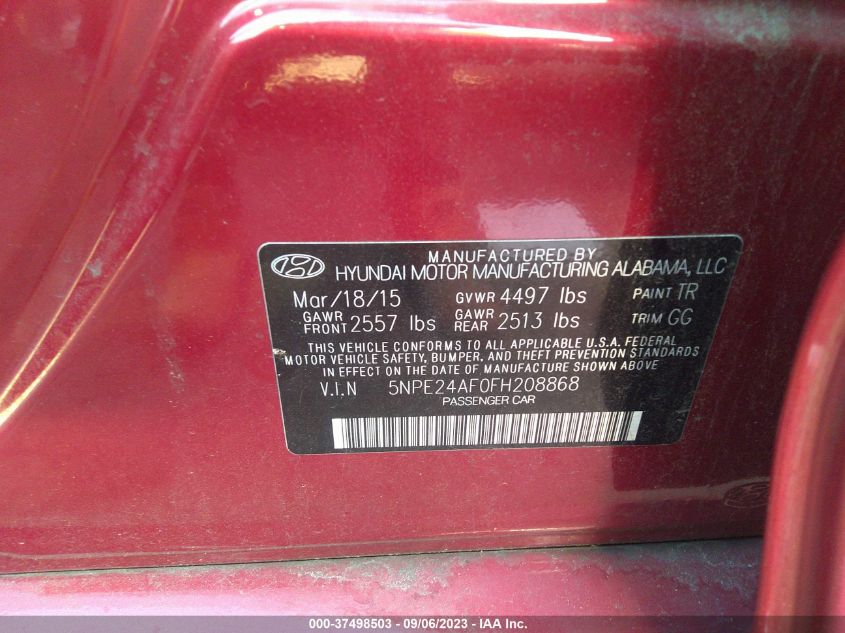 MANUFACTURED BY
HYUNDAI MOTOR MANUFACTURING ALABAMA, LLC
Mar/18/15 GVWR 4497 lbs PAINT TR
GAWR FRONT 2557 lbs GAWR REAR 2513 lbs TRIM GG
THIS VEHICLE CONFORMS TO ALL APPLICABLE U.S.A. FEDERAL
MOTOR VEHICLE SAFETY, BUMPER, AND THEFT PREVENTION STANDARDS
IN EFFECT ON THE DATE OF MANUFACTURE SHOWN ABOVE
V.I.N 5NPE24AF0FH208868
PASSENGER CAR
000-37498503 - 09/06/2023 - IAA Inc.